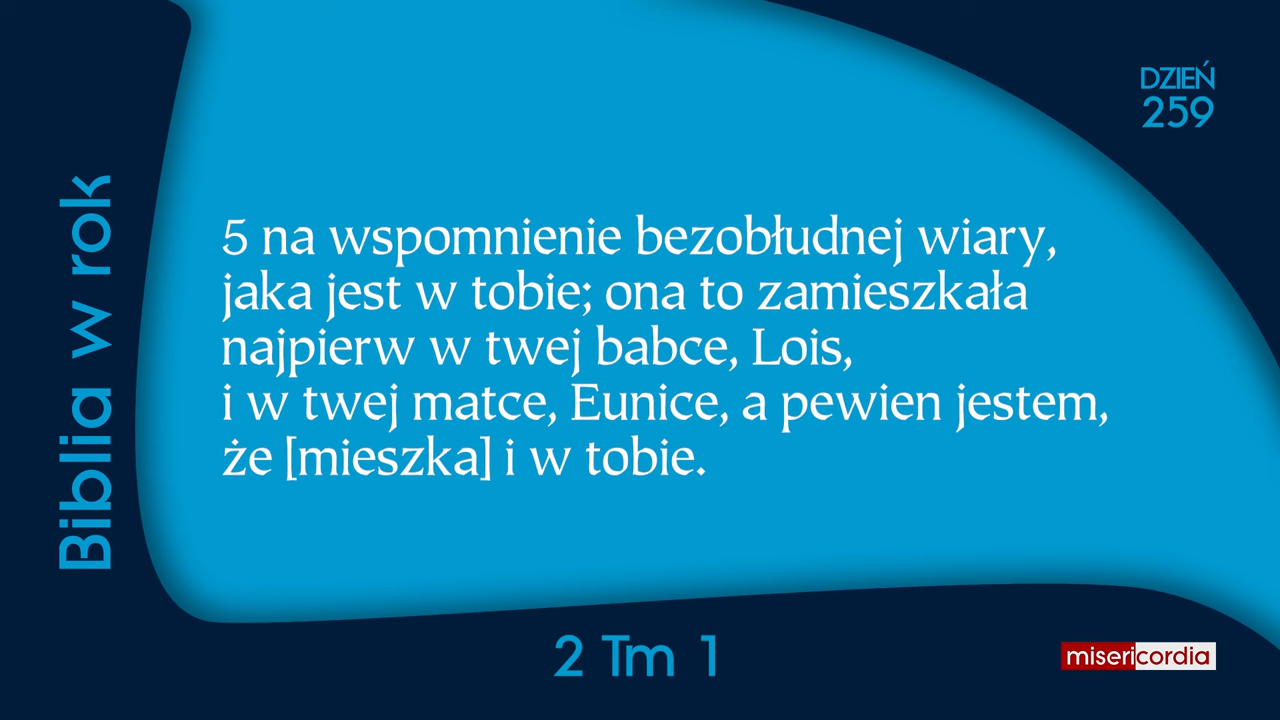 DZIEŃ
259
Biblia w rok
5 na wspomnienie bezobłudnej wiary,
jaka jest w tobie; ona to zamieszkała
najpierw w twej babce, Lois,
i w twej matce, Eunice, a pewien jestem,
że [mieszka] i w tobie.
2 Tm 1
misericordia